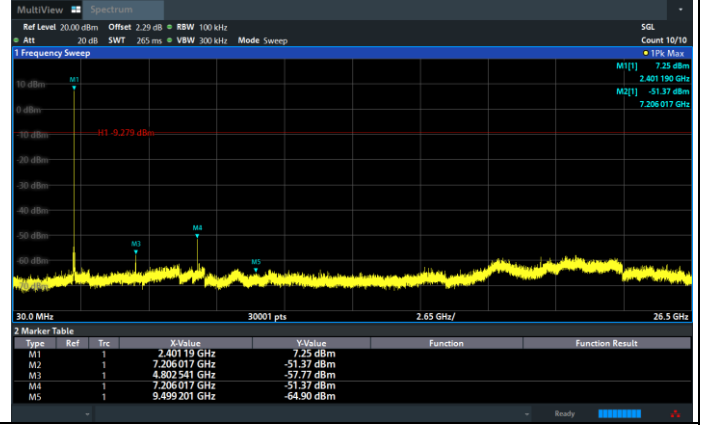 MultiView Spectrum
Ref Level 20.00 dBm Offset 2.29 dB RBW 100 kHz SGL
Att 20 dB SWT 265 ms VBW 300 kHz Mode Sweep Count 10/10
1 Frequency Sweep 1Pk Max
M1[1] 7.25 dBm
2.401 190 GHz
M2[1] -51.37 dBm
7.206 017 GHz
M1
10 dBm
0 dBm
-10 dBm H1 -9.279 dBm
-20 dBm
-30 dBm
-40 dBm
M4
-50 dBm
M3
-60 dBm M5
30.0 MHz 30001 pts 2.65 GHz/ 26.5 GHz
2 Marker Table
Type Ref Trc X-Value Y-Value Function Function Result
M1 1 2.401 19 GHz 7.25 dBm
M2 1 7.206 017 GHz -51.37 dBm
M3 1 4.802 541 GHz -57.77 dBm
M4 1 7.206 017 GHz -51.37 dBm
M5 1 9.499 201 GHz -64.90 dBm
Ready